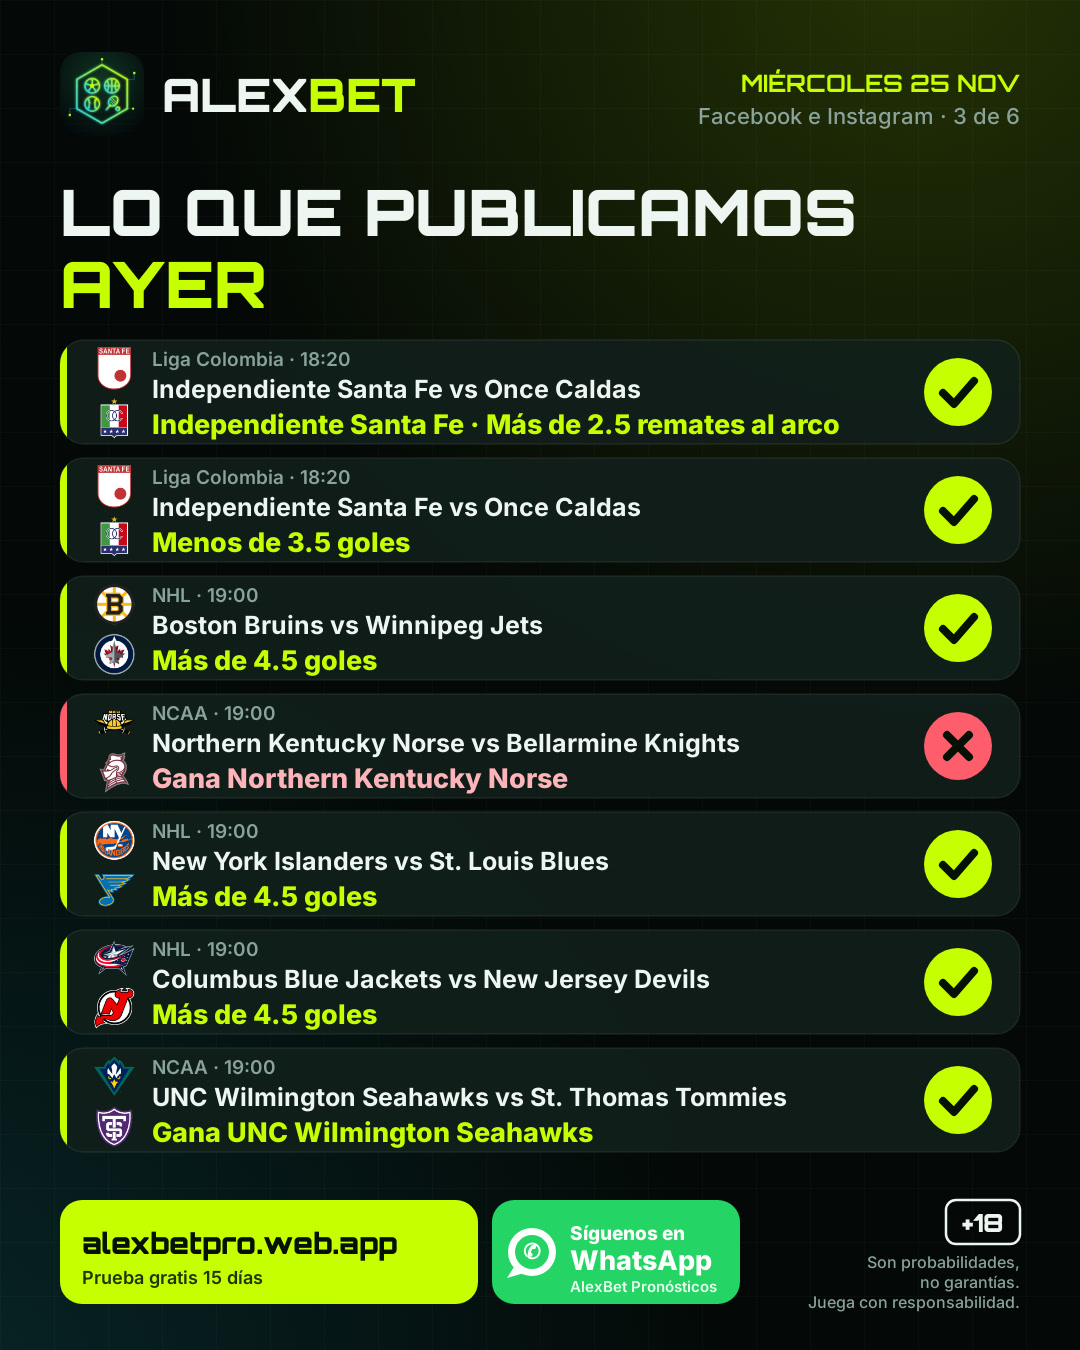 ALEXBET
MIÉRCOLES 25 NOV
Facebook e Instagram · 3 de 6
LO QUE PUBLICAMOS
AYER
SANTA FE
Liga Colombia · 18:20
Independiente Santa Fe vs Once Caldas
Independiente Santa Fe · Más de 2.5 remates al arco
SANTA FE
Liga Colombia · 18:20
Independiente Santa Fe vs Once Caldas
Menos de 3.5 goles
B
NHL · 19:00
Boston Bruins vs Winnipeg Jets
Más de 4.5 goles
NORSE
NCAA · 19:00
Northern Kentucky Norse vs Bellarmine Knights
Gana Northern Kentucky Norse
NY
NHL · 19:00
New York Islanders vs St. Louis Blues
Más de 4.5 goles
NHL · 19:00
Columbus Blue Jackets vs New Jersey Devils
Más de 4.5 goles
NCAA · 19:00
UNC Wilmington Seahawks vs St. Thomas Tommies
Gana UNC Wilmington Seahawks
alexbetpro.web.app
Prueba gratis 15 días
Síguenos en
WhatsApp
AlexBet Pronósticos
+18
Son probabilidades,
no garantías.
Juega con responsabilidad.